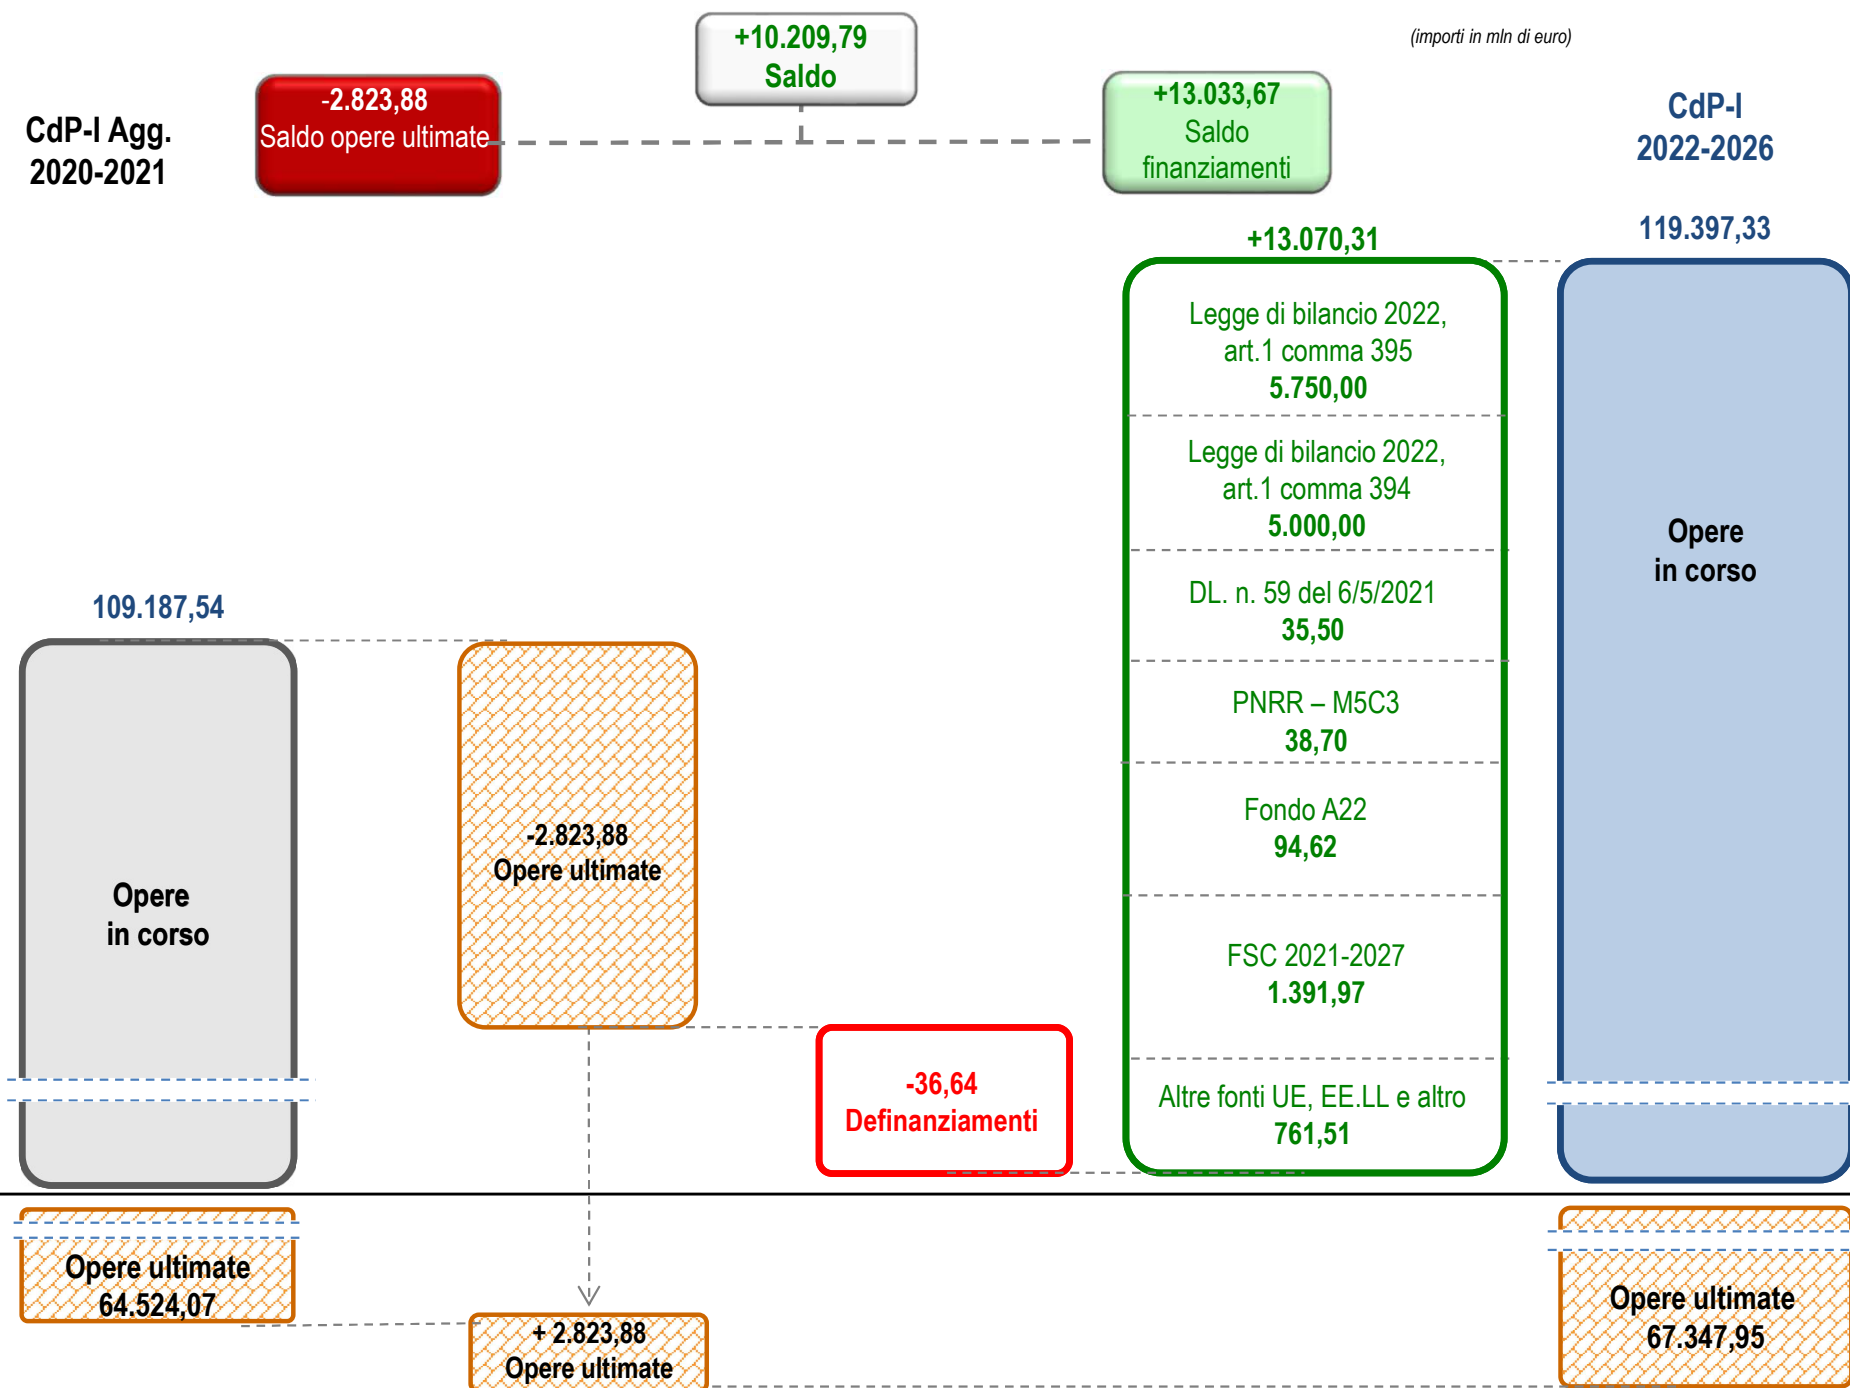 +10.209,79
Saldo
(importi in mln di euro)
-2.823,88
Saldo opere ultimate
+13.033,67
Saldo
finanziamenti
CdP-I Agg.
2020-2021
CdP-I
2022-2026
+13.070,31
119.397,33
Legge di bilancio 2022,
art.1 comma 395
5.750,00
Legge di bilancio 2022,
art.1 comma 394
5.000,00
Opere
in corso
DL. n. 59 del 6/5/2021
35,50
109.187,54
PNRR – M5C3
38,70
Fondo A22
94,62
-2.823,88
Opere ultimate
Opere
in corso
FSC 2021-2027
1.391,97
-36,64
Definanziamenti
Altre fonti UE, EE.LL e altro
761,51
Opere ultimate
64.524,07
+ 2.823,88
Opere ultimate
Opere ultimate
67.347,95